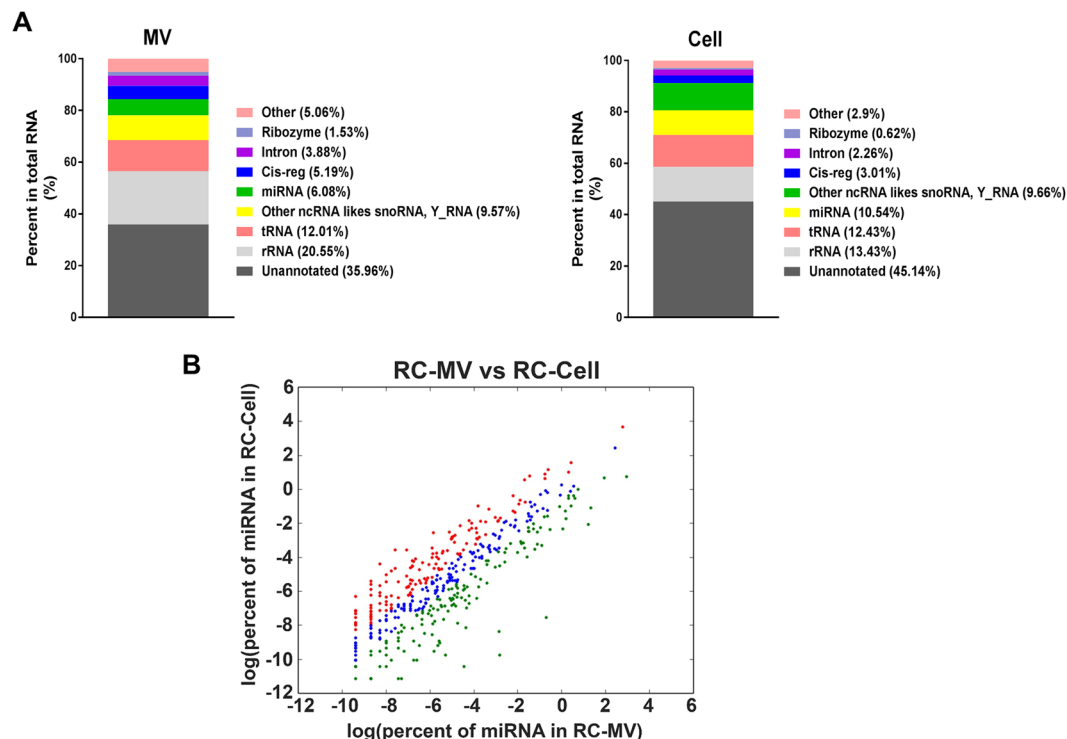 A
MV
Percent in total RNA
(%)
100
80
60
40
20
0
Other (5.06%)
Ribozyme (1.53%)
Intron (3.88%)
Cis-reg (5.19%)
miRNA (6.08%)
Other ncRNA likes snoRNA, Y_RNA (9.57%)
tRNA (12.01%)
rRNA (20.55%)
Unannotated (35.96%)
Cell
Percent in total RNA
(%)
100
80
60
40
20
0
Other (2.9%)
Ribozyme (0.62%)
Intron (2.26%)
Cis-reg (3.01%)
Other ncRNA likes snoRNA, Y_RNA (9.66%)
miRNA (10.54%)
tRNA (12.43%)
rRNA (13.43%)
Unannotated (45.14%)
B
RC-MV vs RC-Cell
log(percent of miRNA in RC-Cell)
6
4
2
0
-2
-4
-6
-8
-10
-12
-12 -10 -8 -6 -4 -2 0 2 4 6
log(percent of miRNA in RC-MV)